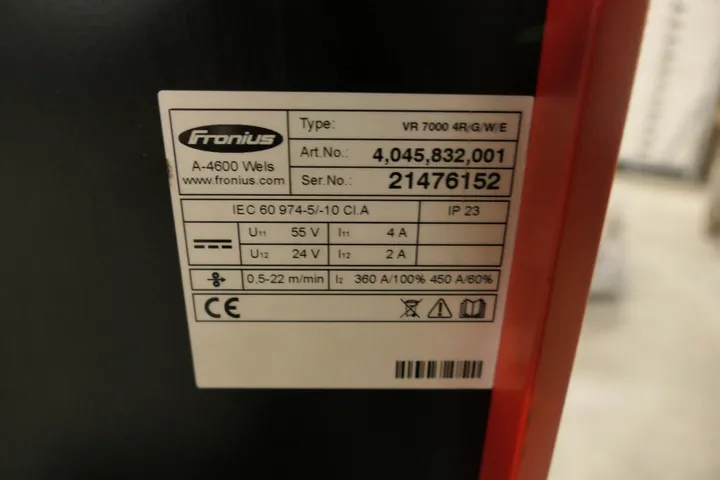 Fronius
A-4600 Wels
www.fronius.com
Type: VR 7000 4R/G/W/E
Art.No.: 4,045,832,001
Ser.No.: 21476152
IEC 60 974-5/-10 Cl.A IP 23
U11 55 V I11 4 A
U12 24 V I12 2 A
0.5-22 m/min I2 360 A/100% 450 A/60%
CE